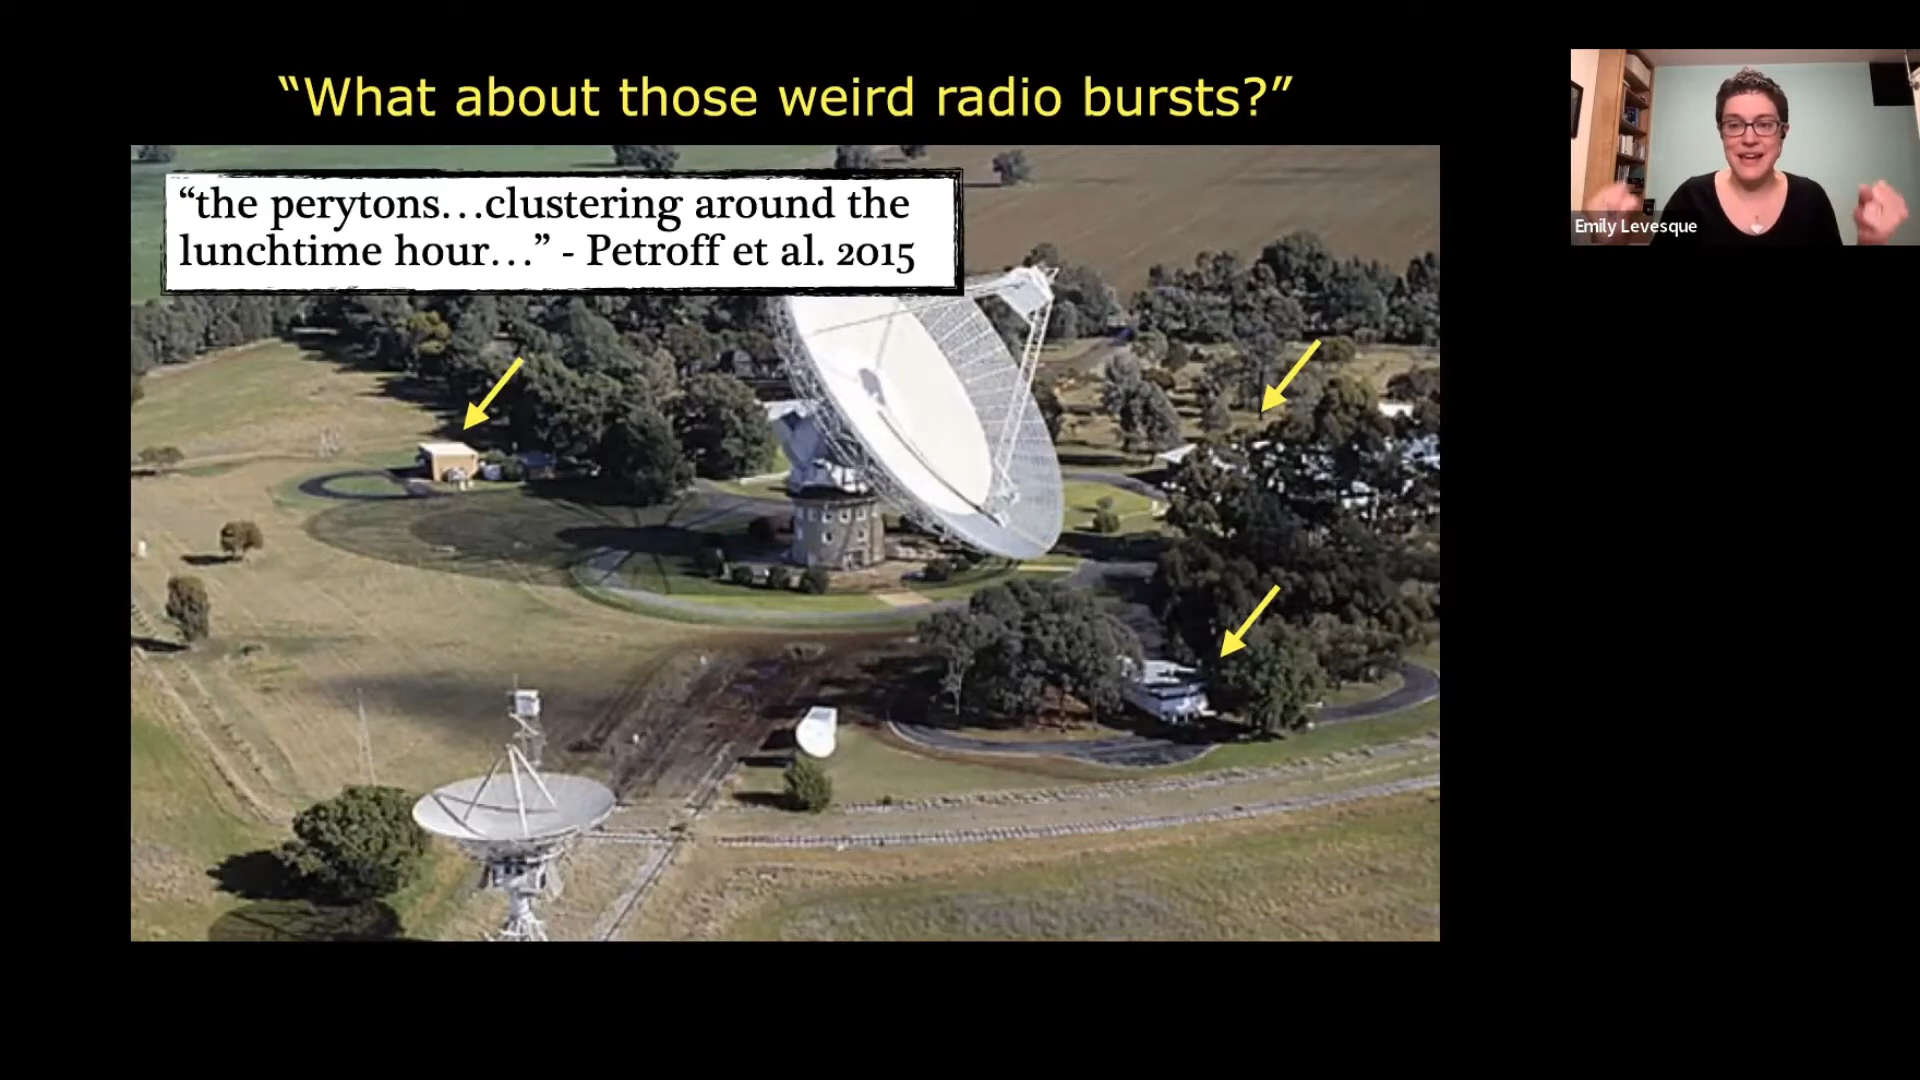 “What about those weird radio bursts?”
“the perytons…clustering around the
lunchtime hour…” - Petroff et al. 2015
Emily Levesque